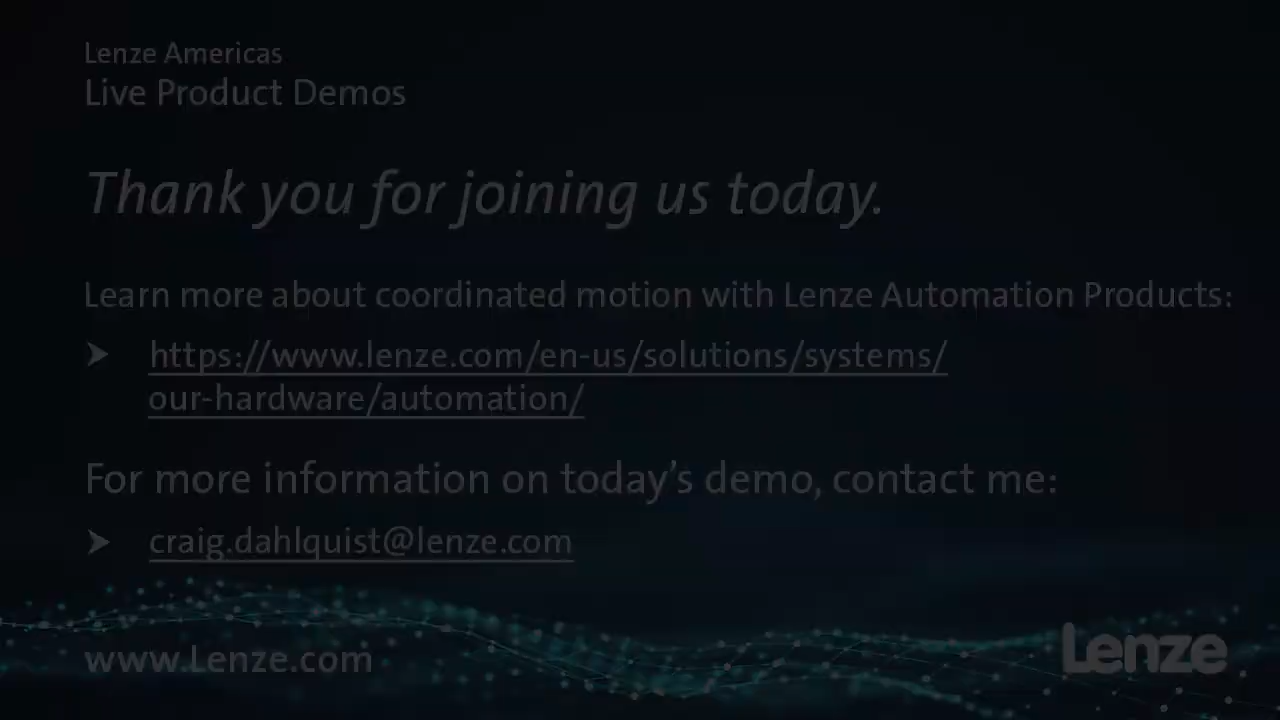 Lenze Americas
Live Product Demos
Thank you for joining us today.
Learn more about coordinated motion with Lenze Automation Products:
➤ https://www.lenze.com/en-us/solutions/systems/
our-hardware/automation/
For more information on today's demo, contact me:
➤ craig.dahlquist@lenze.com
www.Lenze.com
Lenze